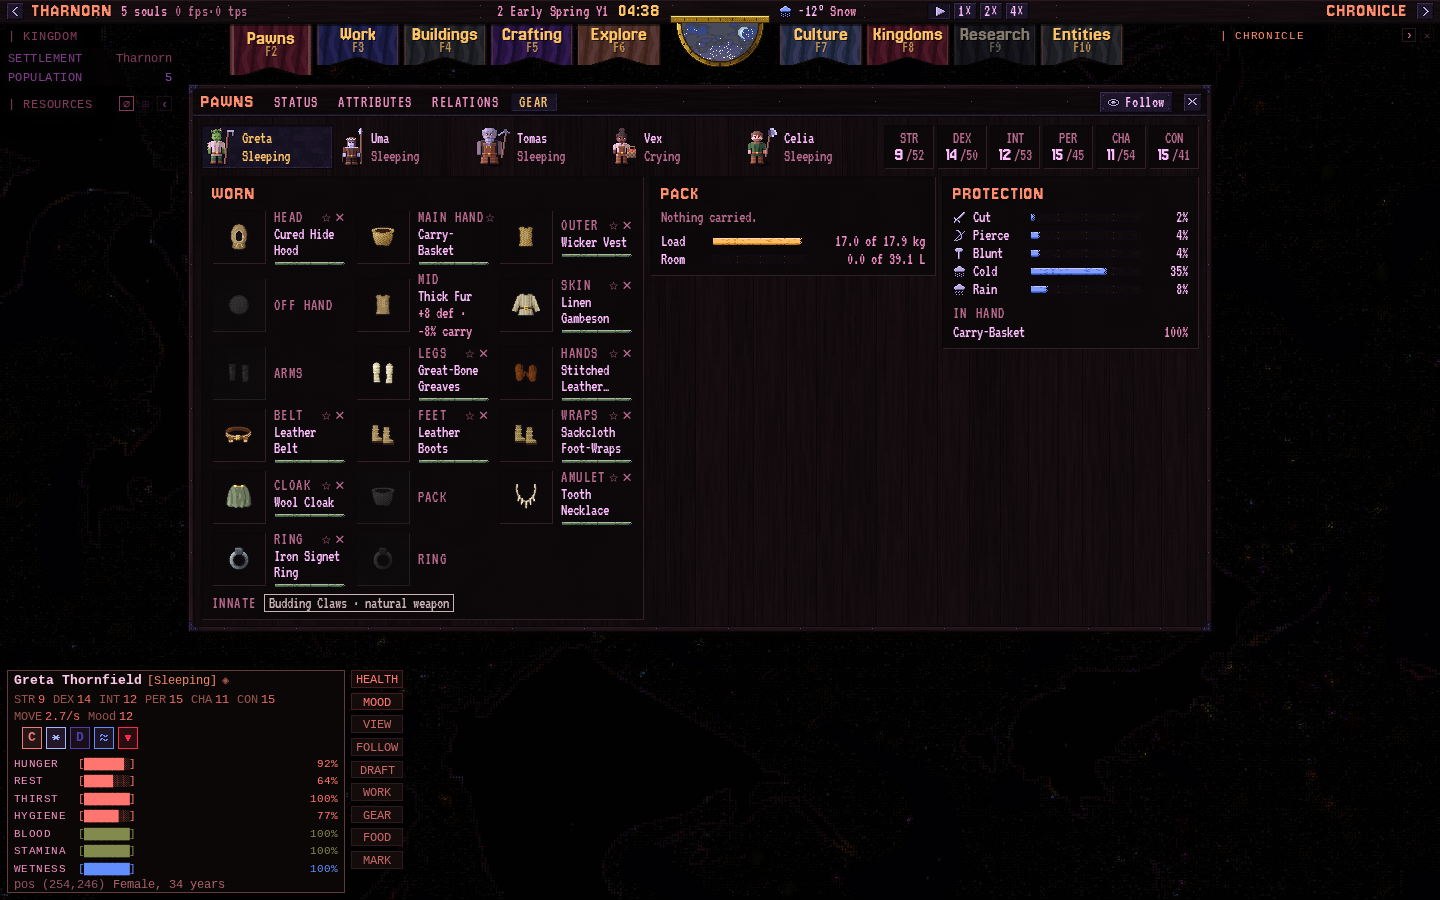 THARNORN 5 souls 0 fps·0 tps 2 Early Spring Y1 04:38 -12° Snow 1X 2X 4X CHRONICLE
KINGDOM
SETTLEMENT Tharnorn
POPULATION 5
RESOURCES
Pawns F2
Work F3
Buildings F4
Crafting F5
Explore F6
Culture F7
Kingdoms F8
Research F9
Entities F10
CHRONICLE
PAWNS STATUS ATTRIBUTES RELATIONS GEAR Follow
Greta
Sleeping
Uma
Sleeping
Tomas
Sleeping
Vex
Crying
Celia
Sleeping
STR 9 /52
DEX 14 /50
INT 12 /53
PER 15 /45
CHA 11 /54
CON 15 /41
WORN
HEAD
Cured Hide
Hood
MAIN HAND
Carry-
Basket
OUTER
Wicker Vest
OFF HAND
MID
Thick Fur
+8 def ·
-8% carry
SKIN
Linen
Gambeson
ARMS
LEGS
Great-Bone
Greaves
HANDS
Stitched
Leather…
BELT
Leather
Belt
FEET
Leather
Boots
WRAPS
Sackcloth
Foot-Wraps
CLOAK
Wool Cloak
PACK
AMULET
Tooth
Necklace
RING
Iron Signet
Ring
RING
INNATE Budding Claws · natural weapon
PACK
Nothing carried.
Load 17.0 of 17.9 kg
Room 0.0 of 39.1 L
PROTECTION
Cut 2%
Pierce 4%
Blunt 4%
Cold 35%
Rain 8%
IN HAND
Carry-Basket 100%
Greta Thornfield [Sleeping]
STR 9 DEX 14 INT 12 PER 15 CHA 11 CON 15
MOVE 2.7/s Mood 12
C * D ≈ ▼
HUNGER 92%
REST 64%
THIRST 100%
HYGIENE 77%
BLOOD 100%
STAMINA 100%
WETNESS 100%
pos (254,246) Female, 34 years
HEALTH
MOOD
VIEW
FOLLOW
DRAFT
WORK
GEAR
FOOD
MARK